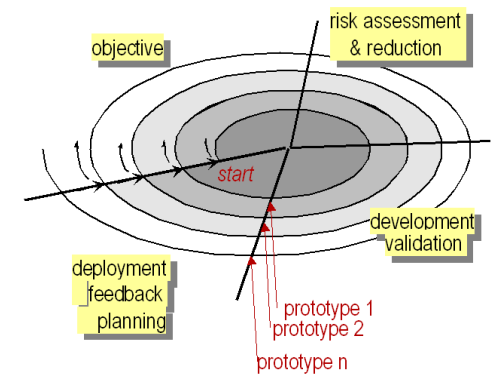 objective
risk assessment
& reduction
start
development
validation
deployment
feedback
planning
prototype 1
prototype 2
prototype n